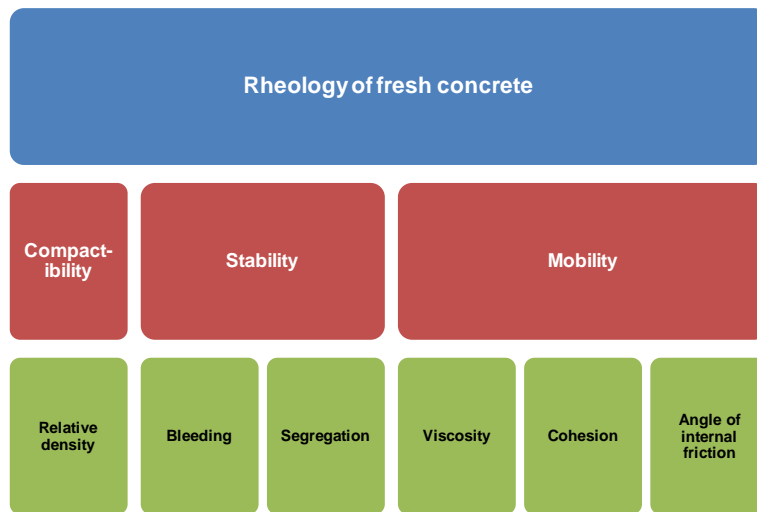 Rheology of fresh concrete
Compact-
ibility
Stability
Mobility
Relative
density
Bleeding
Segregation
Viscosity
Cohesion
Angle of
internal
friction